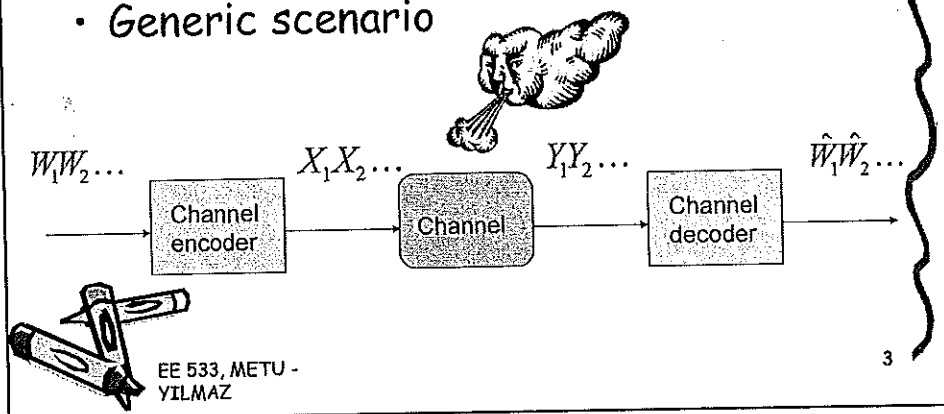 • Generic scenario
W₁W₂... X₁X₂... Y₁Y₂... Ŵ₁Ŵ₂...
Channel encoder Channel Channel decoder
EE 533, METU - 3
YILMAZ